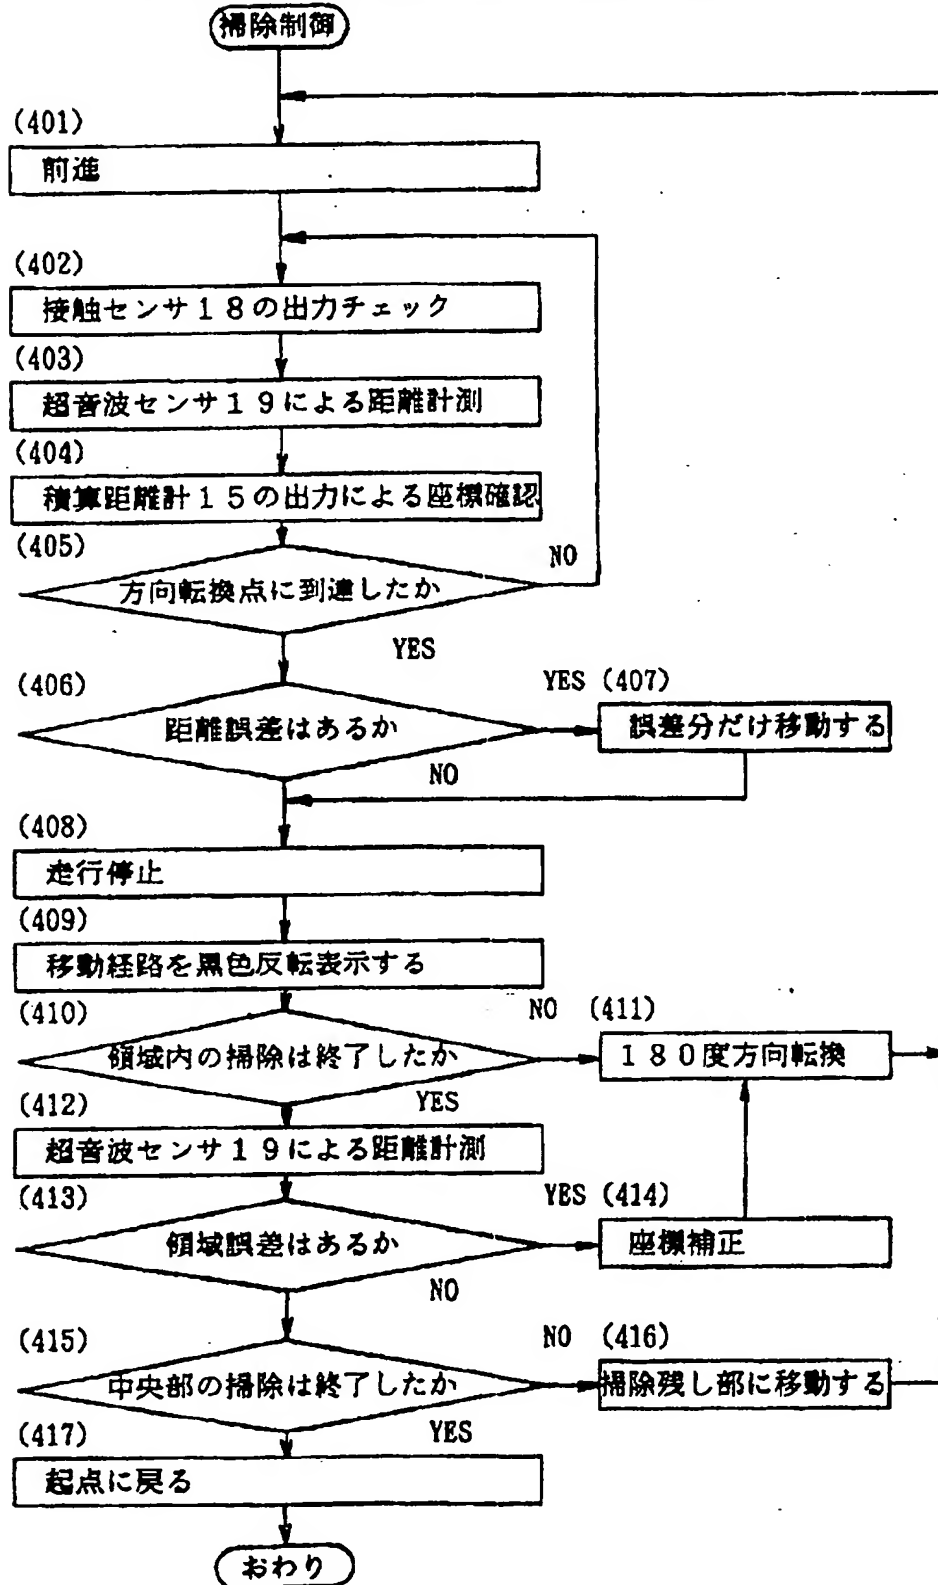 掃除制御
(401)
前進
(402)
接触センサ18の出力チェック
(403)
超音波センサ19による距離計測
(404)
積算距離計15の出力による座標確認
(405)
方向転換点に到達したか
NO
YES
(406)
距離誤差はあるか
YES (407)
誤差分だけ移動する
NO
(408)
走行停止
(409)
移動経路を黒色反転表示する
(410)
領域内の掃除は終了したか
NO (411)
180度方向転換
YES
(412)
超音波センサ19による距離計測
(413)
領域誤差はあるか
YES (414)
座標補正
NO
(415)
中央部の掃除は終了したか
NO (416)
掃除残し部に移動する
YES
(417)
起点に戻る
おわり